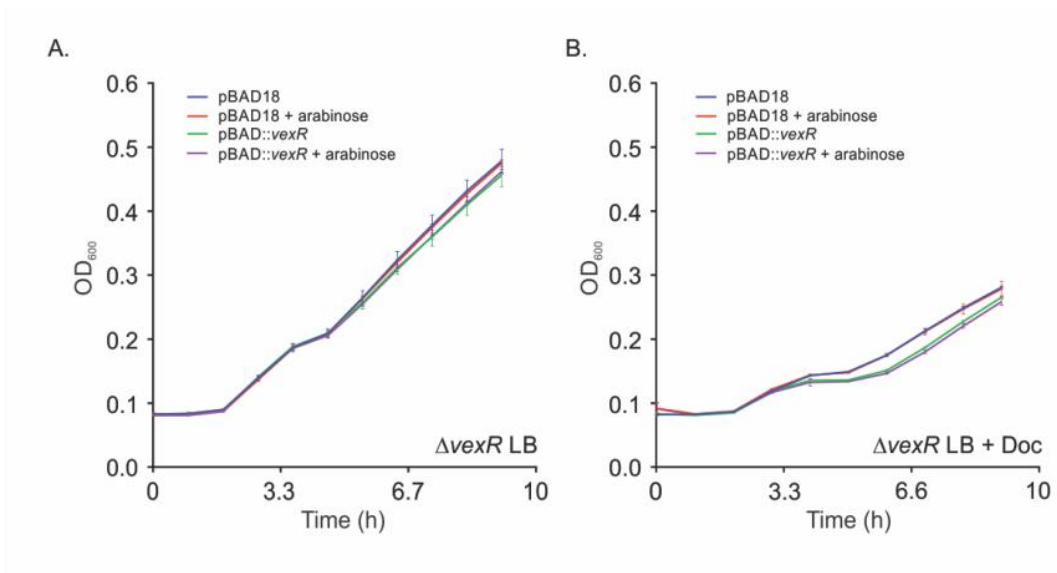 A.
0.6
0.5
0.4
0.3
0.2
0.1
0.0
OD600
pBAD18
pBAD18 + arabinose
pBAD::vexR
pBAD::vexR + arabinose
ΔvexR LB
0
3.3
6.7
10
Time (h)
B.
0.6
0.5
0.4
0.3
0.2
0.1
0.0
OD600
pBAD18
pBAD18 + arabinose
pBAD::vexR
pBAD::vexR + arabinose
ΔvexR LB + Doc
0
3.3
6.6
10
Time (h)